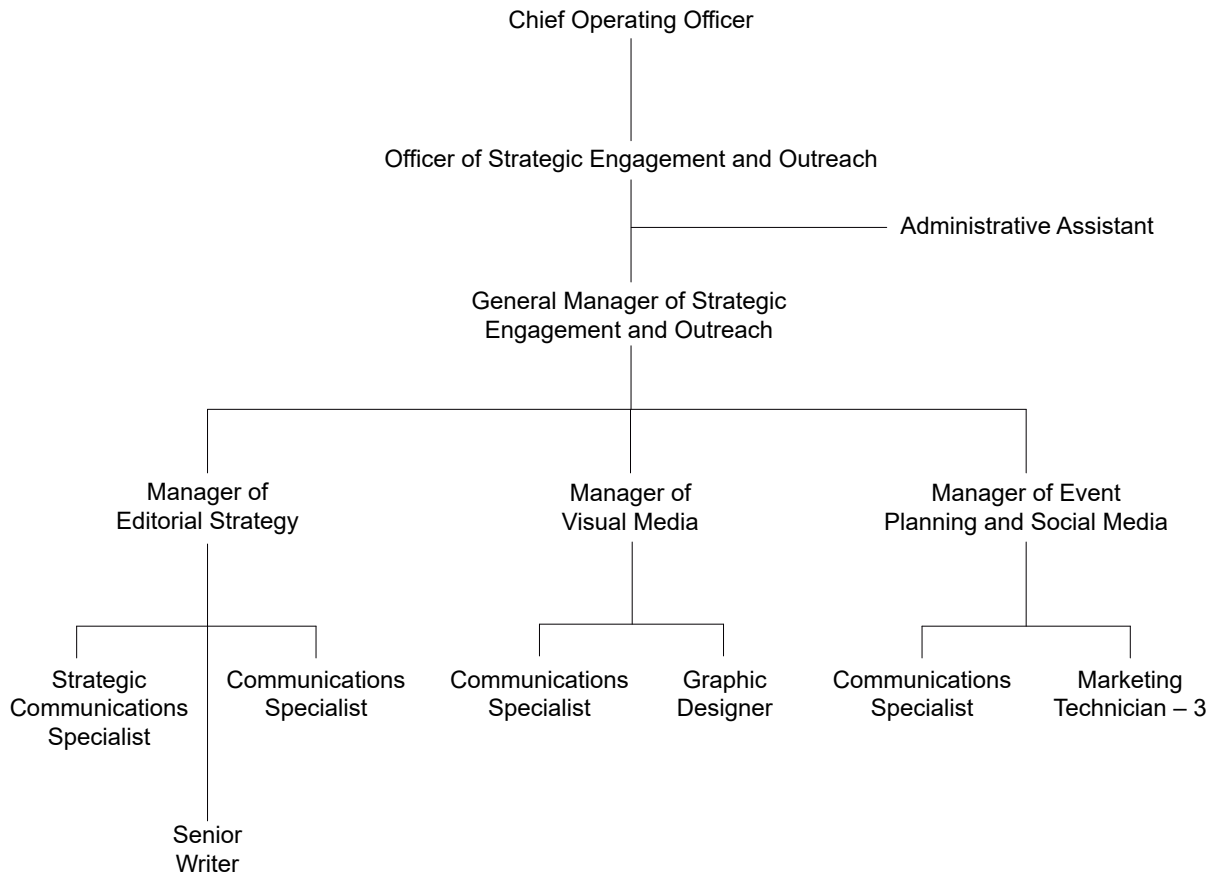 Chief Operating Officer
Officer of Strategic Engagement and Outreach
Administrative Assistant
General Manager of Strategic
Engagement and Outreach
Manager of
Editorial Strategy
Manager of
Visual Media
Manager of Event
Planning and Social Media
Strategic
Communications
Specialist
Communications
Specialist
Communications
Specialist
Graphic
Designer
Communications
Specialist
Marketing
Technician – 3
Senior
Writer